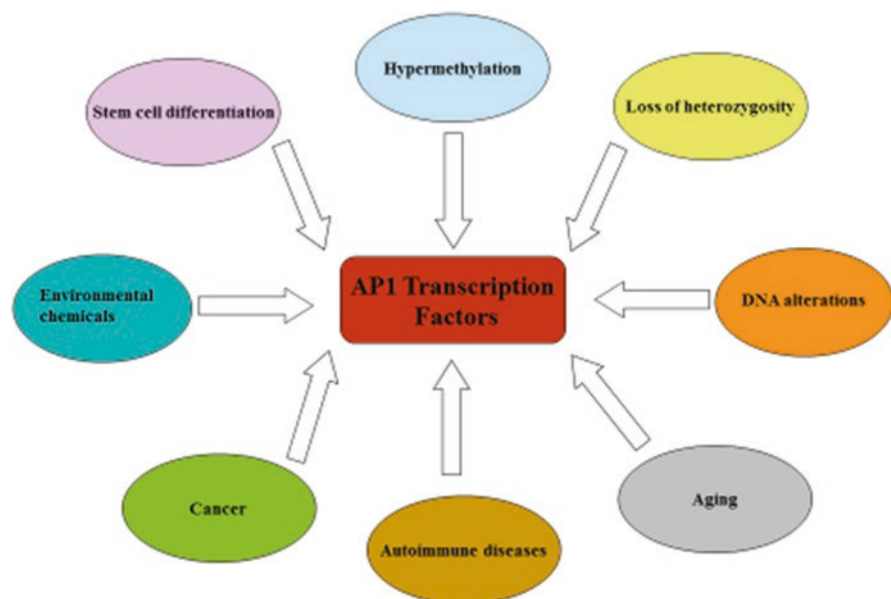 Hypermethylation
Stem cell differentiation
Loss of heterozygosity
AP1 Transcription
Factors
Environmental
chemicals
DNA alterations
Cancer
Autoimmune diseases
Aging